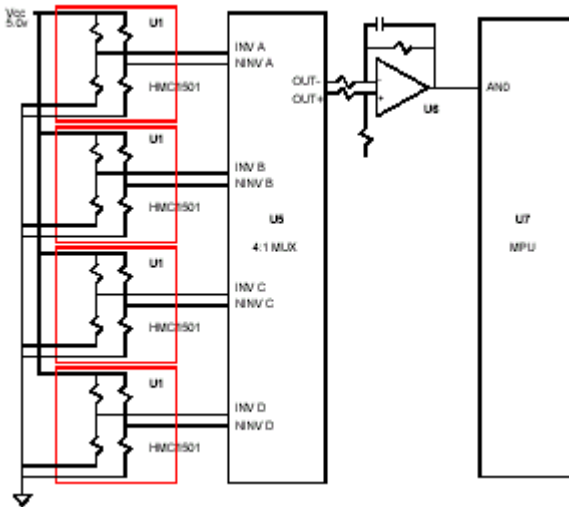 Vcc
5.0v
U1
INV A
NINV A
HMC1501
OUT-
OUT+
U6
AN0
U1
INV B
NINV B
HMC1501
U5
4:1 MUX
U7
MPU
U1
INV C
NINV C
HMC1501
U1
INV D
NINV D
HMC1501